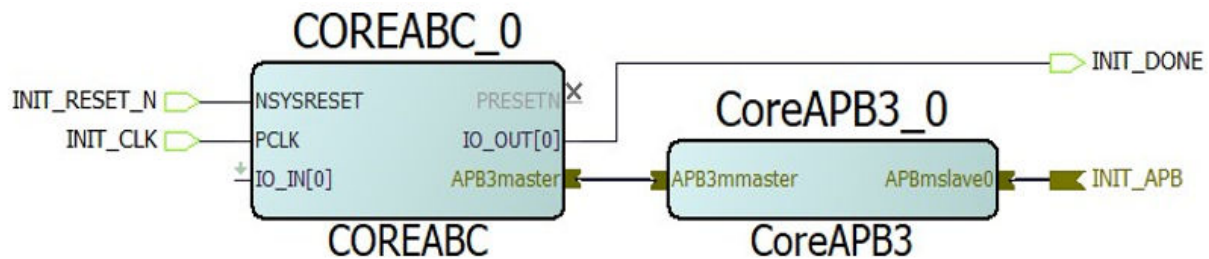 COREABC_0
INIT_RESET_N
NSYSRESET
PRESETN
INIT_DONE
INIT_CLK
PCLK
IO_OUT[0]
IO_IN[0]
APB3master
COREABC
CoreAPB3_0
APB3mmaster
APBmslave0
INIT_APB
CoreAPB3